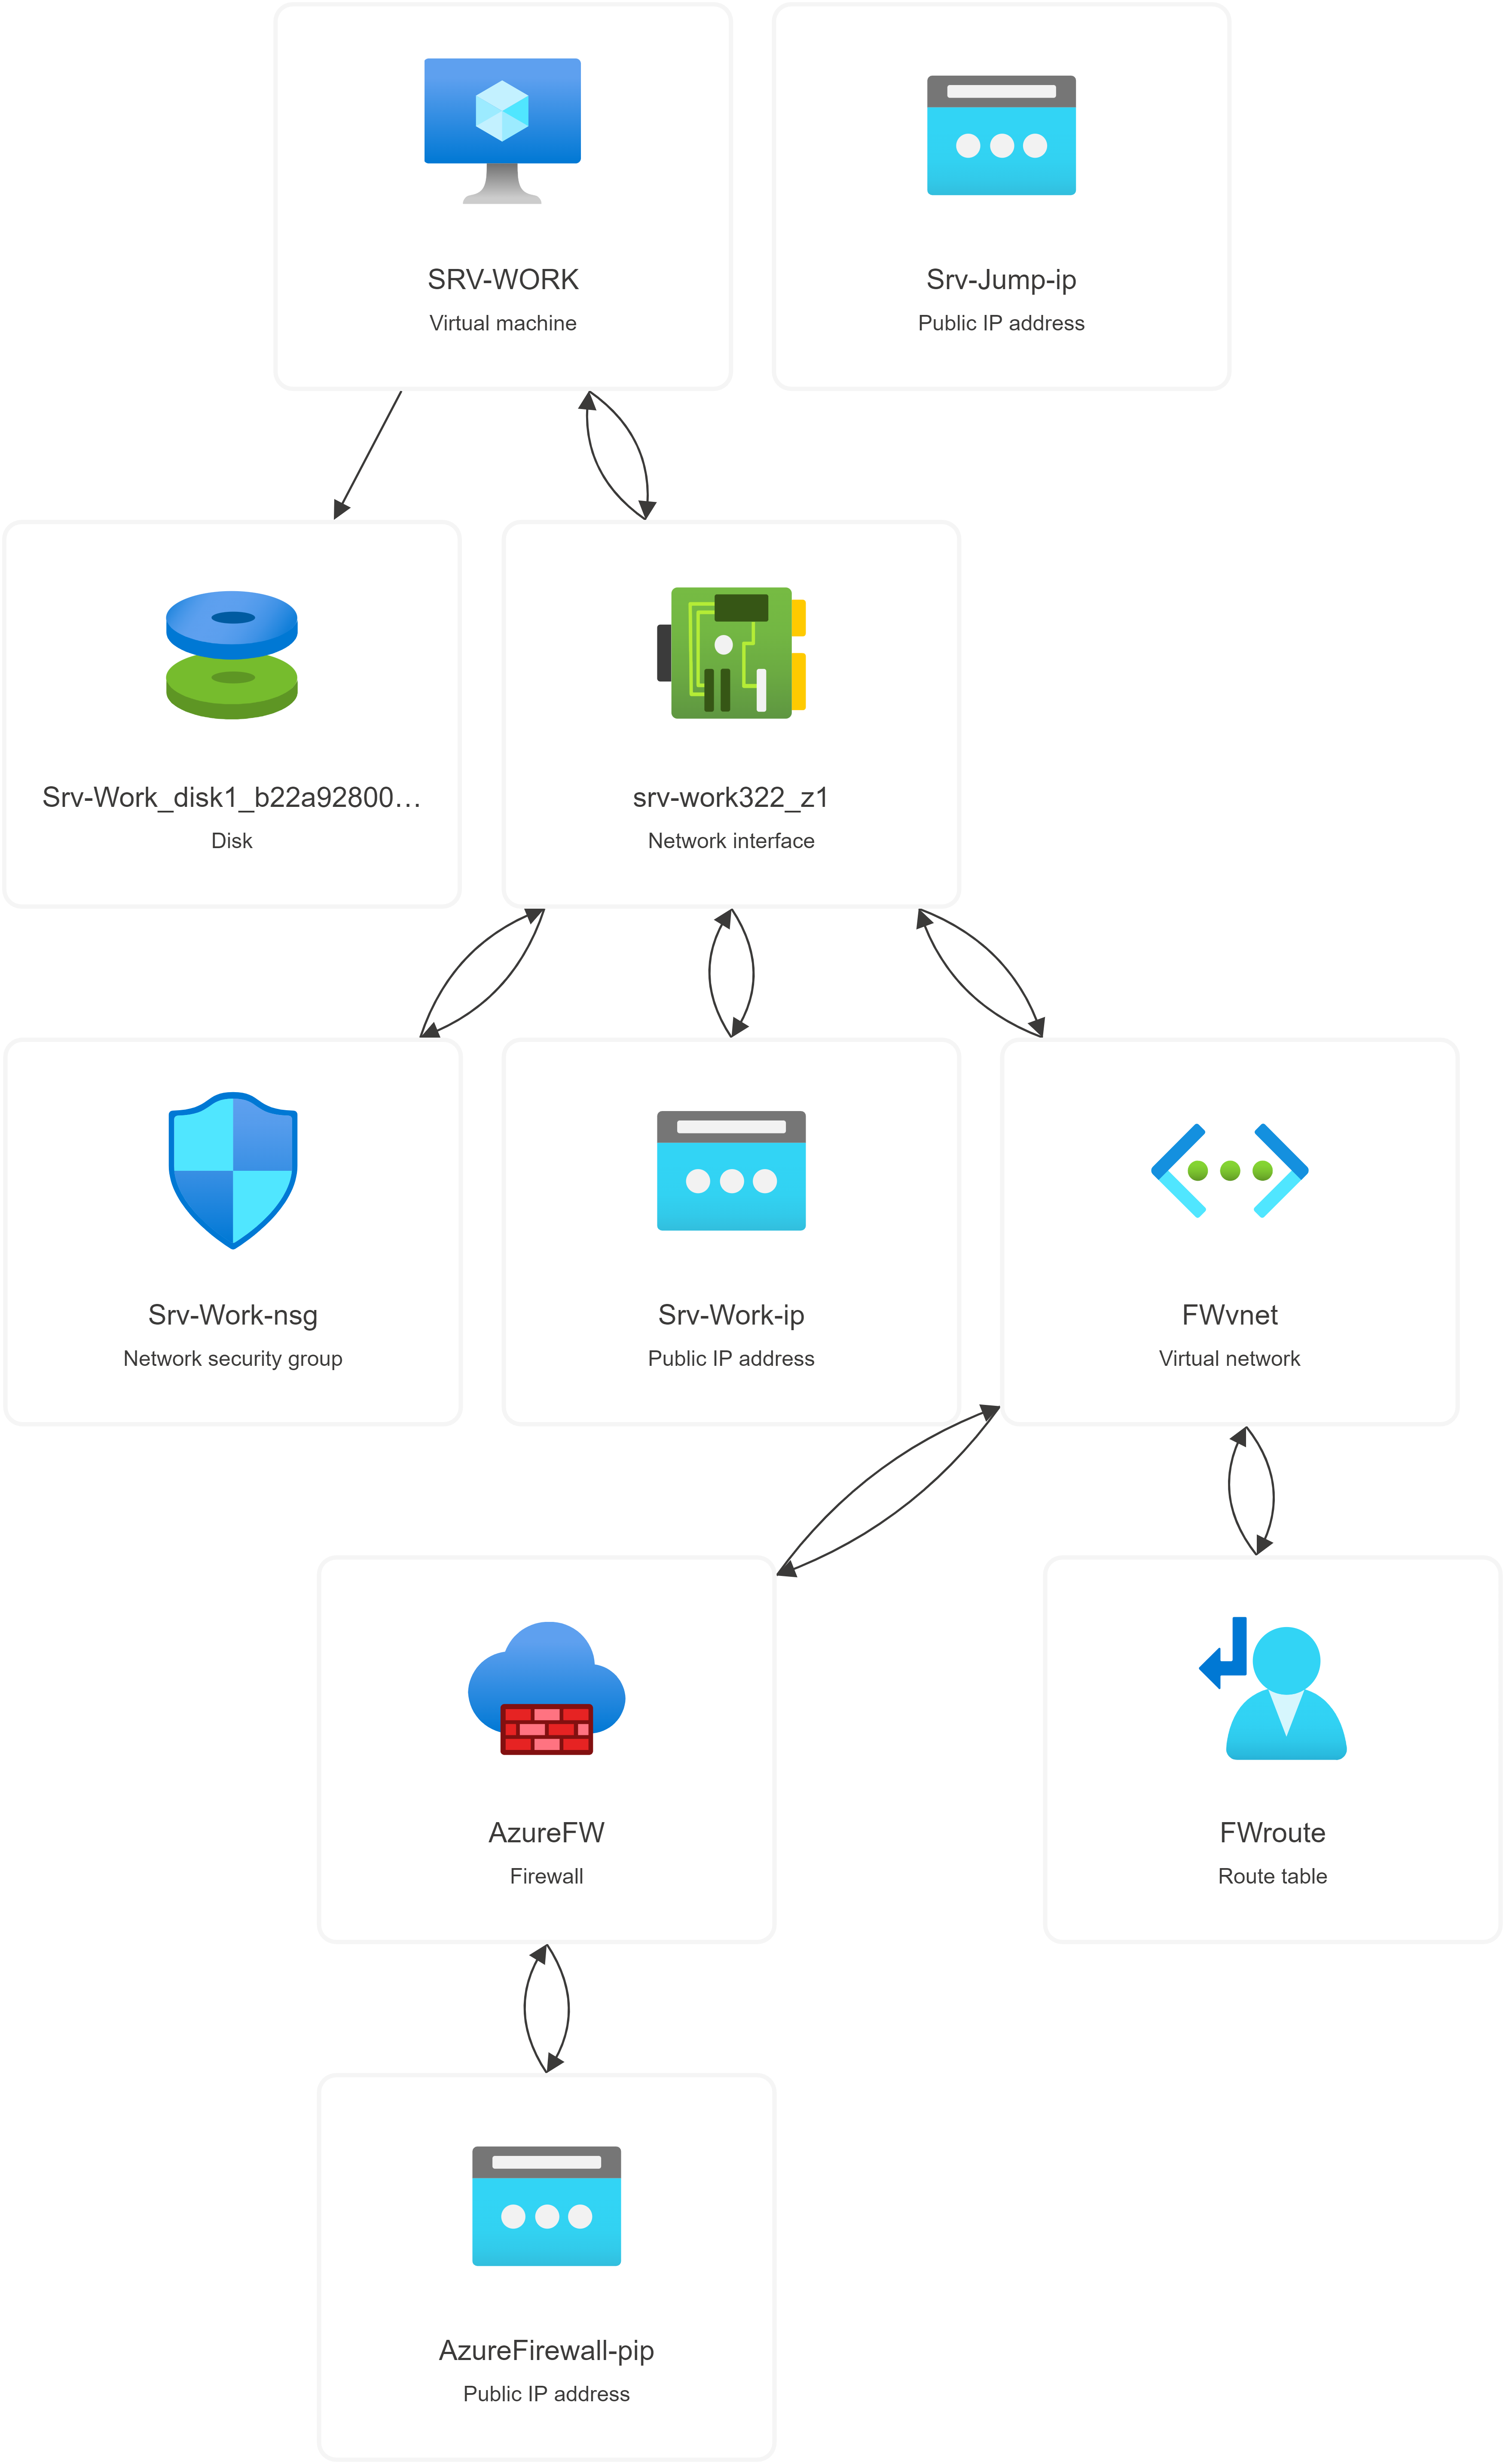 SRV-WORK
Virtual machine
Srv-Jump-ip
Public IP address
Srv-Work_disk1_b22a92800...
Disk
srv-work322_z1
Network interface
Srv-Work-nsg
Network security group
Srv-Work-ip
Public IP address
FWvnet
Virtual network
AzureFW
Firewall
FWroute
Route table
AzureFirewall-pip
Public IP address